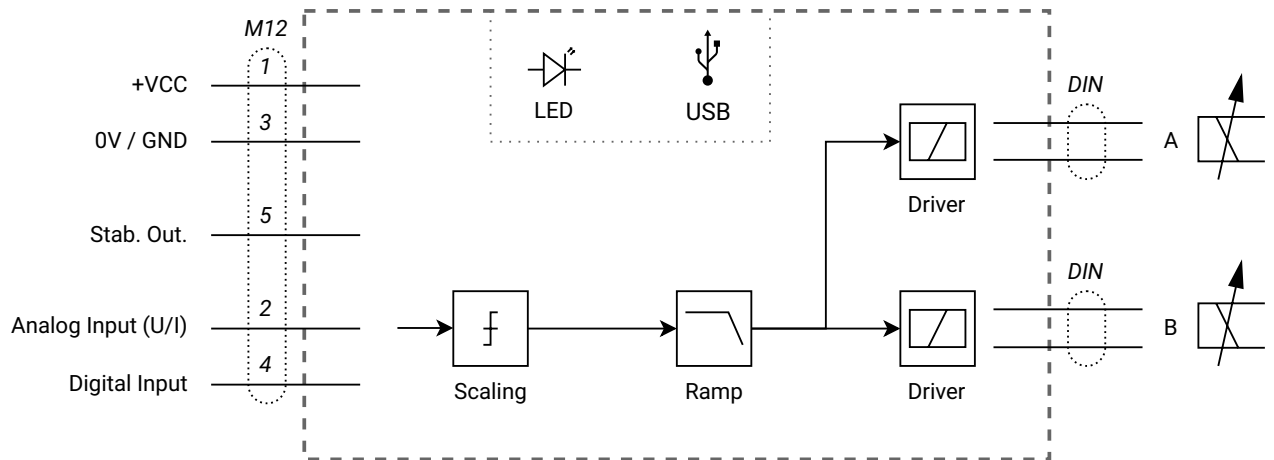 M12
1
+VCC
3
0V / GND
5
Stab. Out.
2
Analog Input (U/I)
4
Digital Input
LED
USB
Scaling
Ramp
Driver
Driver
DIN
A
DIN
B